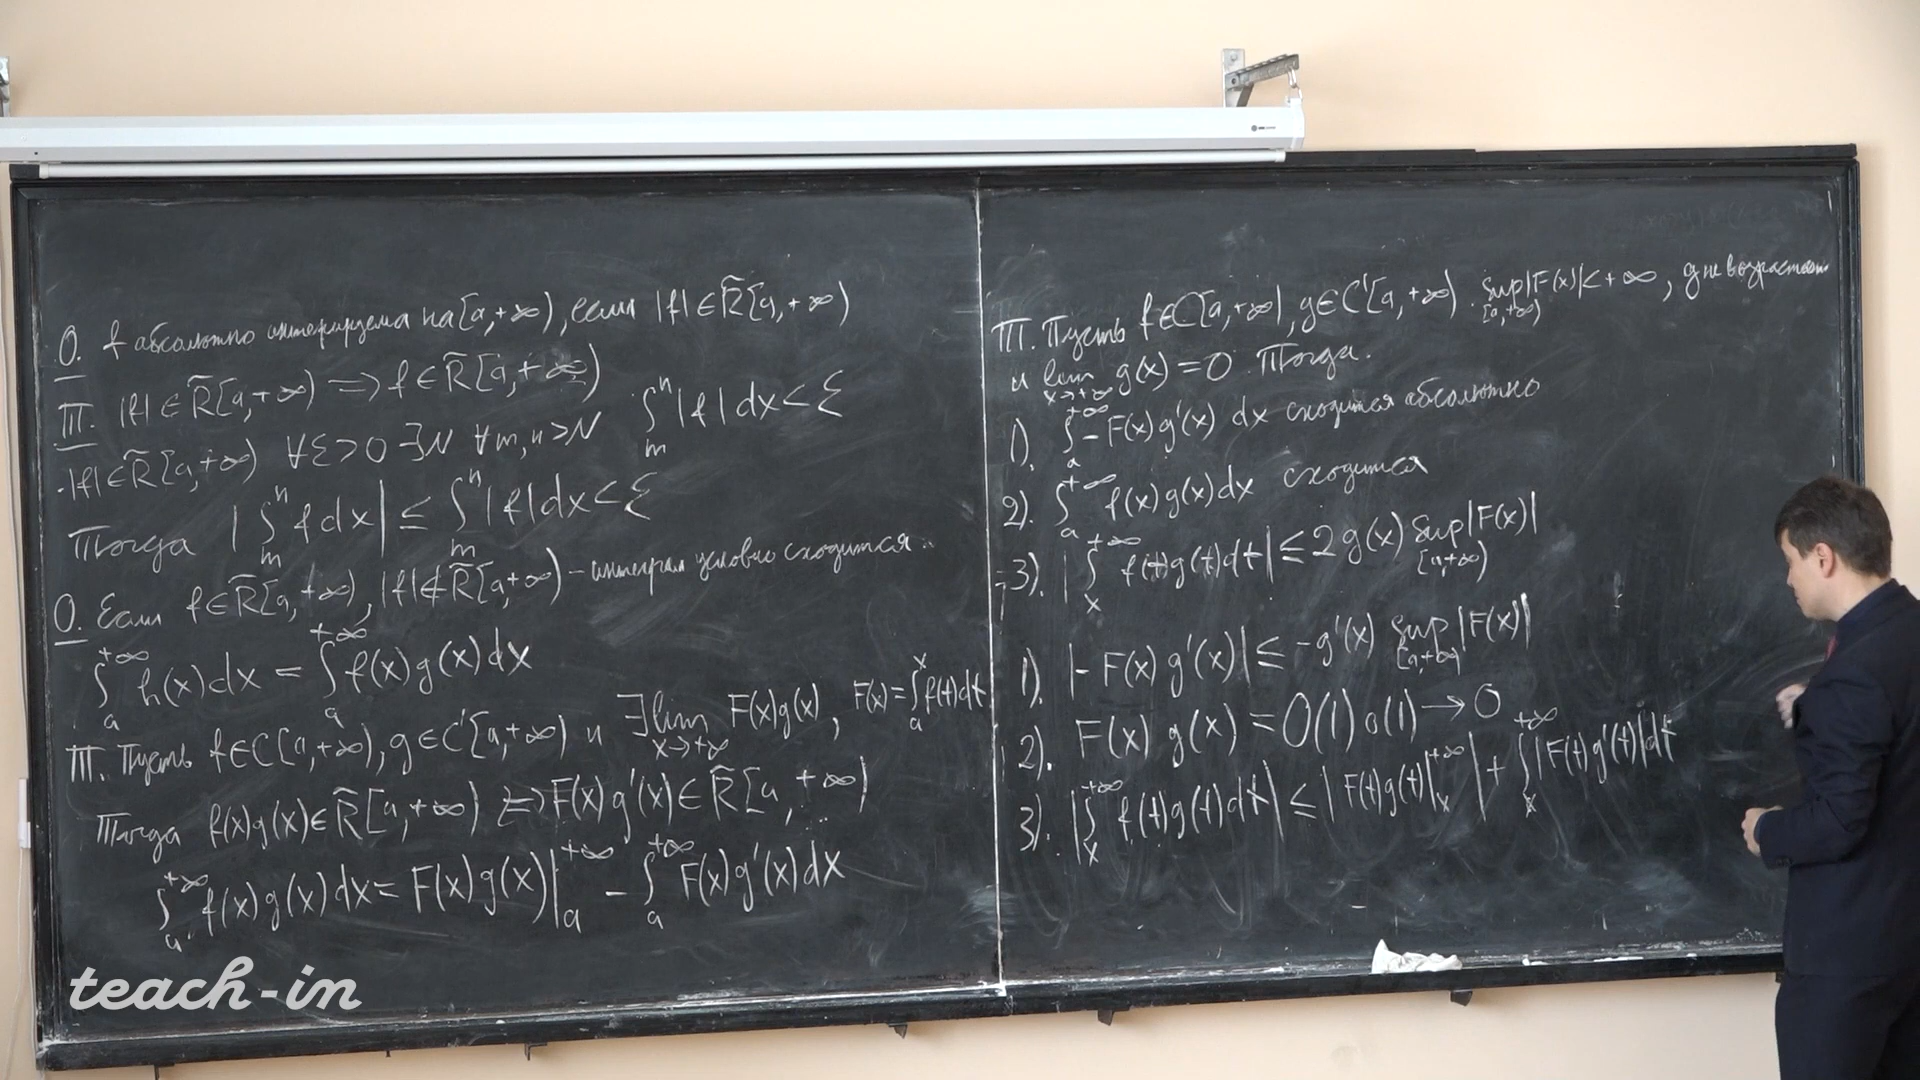 О. f абсолютно интегрируема на [a,+∞), если |f| ∈ R̃[a,+∞)
Т. |f| ∈ R̃[a,+∞) ⟹ f ∈ R̃[a,+∞)
|f| ∈ R̃[a,+∞) ∀ε>0 ∃N ∀m,n>N ∫_m^n |f| dx < ε
Тогда |∫_m^n f dx| ≤ ∫_m^n |f| dx < ε
О. Если f ∈ R̃[a,+∞), |f| ∉ R̃[a,+∞) – интеграл условно сходится.
∫_a^{+∞} h(x)dx = ∫_a^{+∞} f(x)g(x)dx
Т. Пусть f∈C[a,+∞), g∈C'[a,+∞) и ∃ lim_{x→+∞} F(x)g(x), F(x)=∫_a^x f(t)dt
Тогда f(x)g(x) ∈ R̃[a,+∞) ⟺ F(x)g'(x) ∈ R̃[a,+∞)
∫_a^{+∞} f(x)g(x)dx = F(x)g(x)|_a^{+∞} − ∫_a^{+∞} F(x)g'(x)dx
Т. Пусть f∈C[a,+∞), g∈C'[a,+∞). sup_{[a,+∞)} |F(x)| < +∞, g не возрастает
и lim_{x→+∞} g(x) = 0. Тогда.
1). ∫_a^{+∞} −F(x)g'(x) dx сходится абсолютно
2). ∫_a^{+∞} f(x)g(x)dx сходится
3). |∫_x^{+∞} f(t)g(t)dt| ≤ 2g(x) sup_{[a,+∞)} |F(x)|
1). |−F(x)g'(x)| ≤ −g'(x) sup_{[a,+∞)} |F(x)|
2). F(x)g(x) = O(1)o(1) → 0
3). |∫_x^{+∞} f(t)g(t)dt| ≤ |F(t)g(t)|_x^{+∞}| + ∫_x^{+∞} |F(t)g'(t)|dt
teach-in